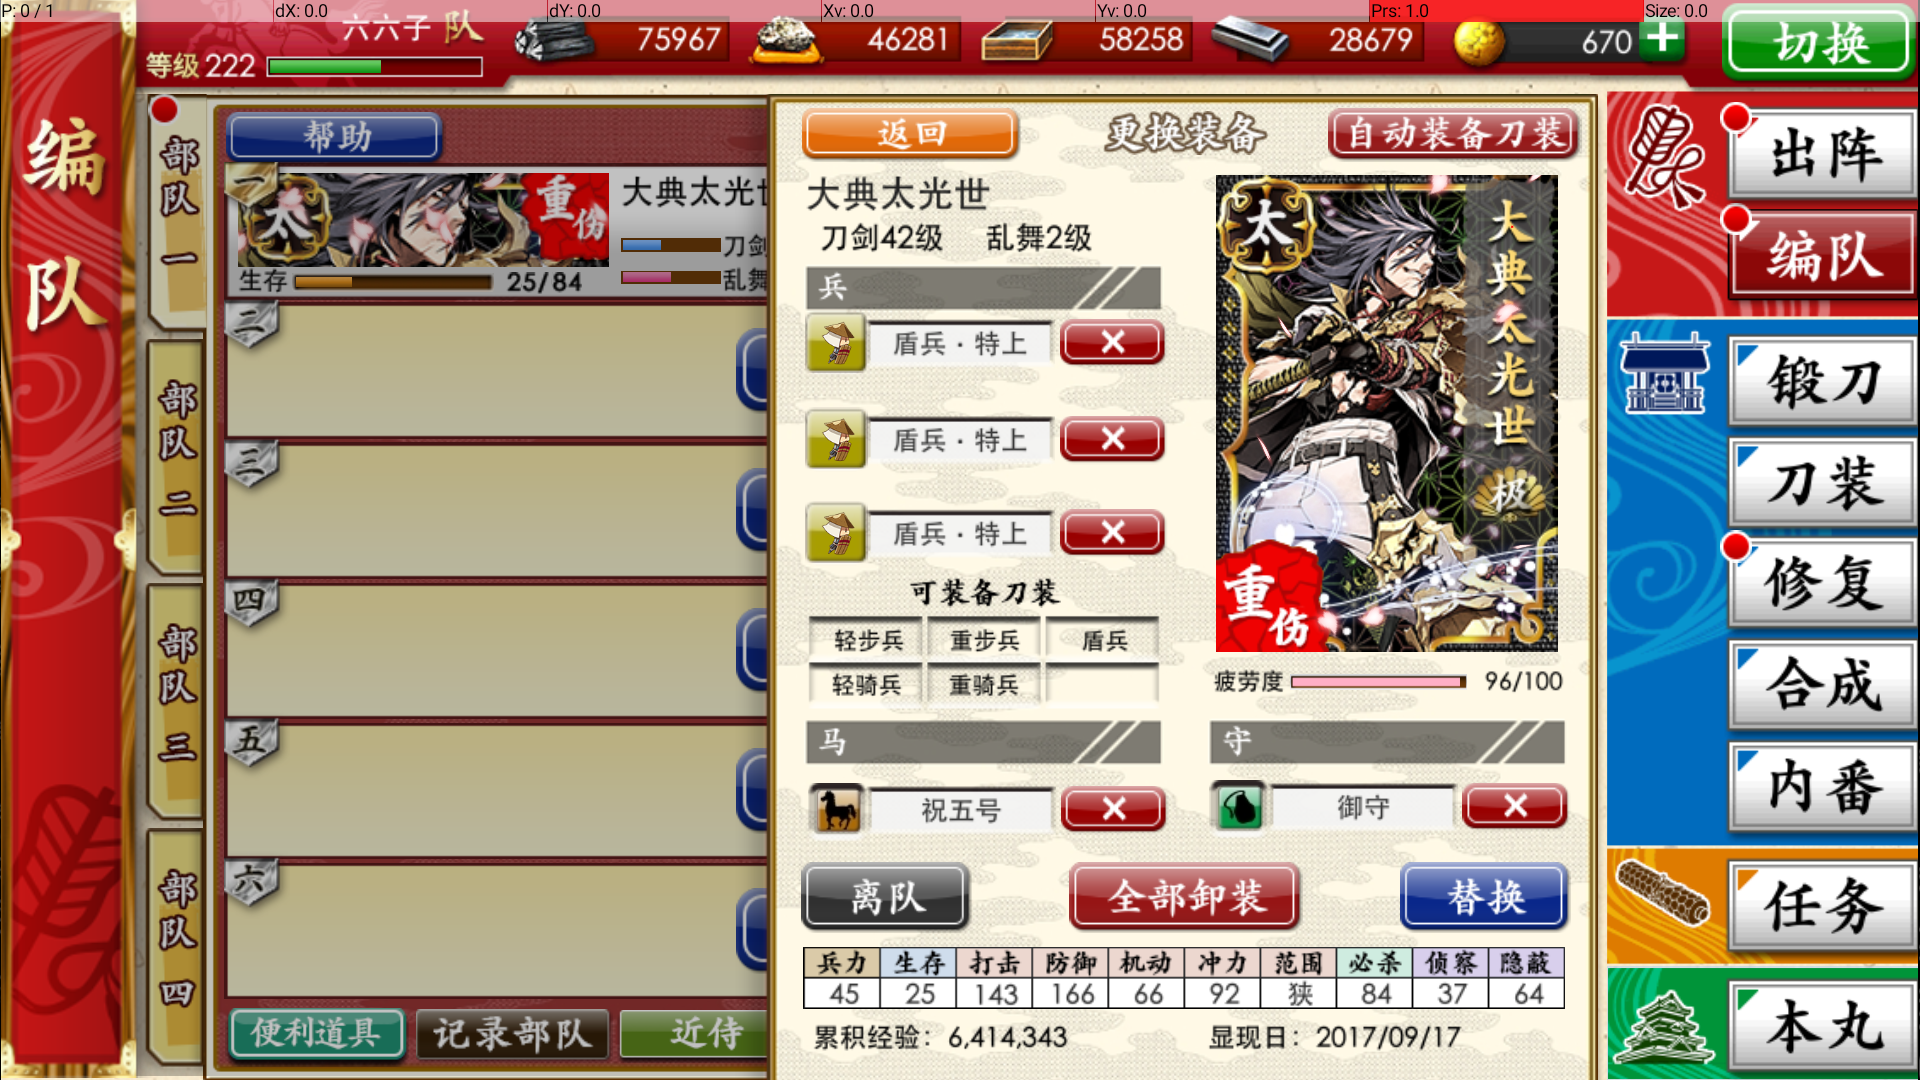 P: 0 / 1
dX: 0.0
dY: 0.0
Xv: 0.0
Yv: 0.0
Prs: 1.0
Size: 0.0
六六子 队
等级 222
75967
46281
58258
28679
670
切换
编队
部队一
部队二
部队三
部队四
帮助
一
太
重伤
大典太光世
刀剑
生存
25/84
乱舞
二
三
四
五
六
便利道具
记录部队
近侍
返回
更换装备
自动装备刀装
大典太光世
刀剑42级 乱舞2级
兵
盾兵·特上
盾兵·特上
盾兵·特上
可装备刀装
轻步兵 重步兵 盾兵
轻骑兵 重骑兵
太
大典太光世
极
重伤
疲劳度
96/100
马
祝五号
守
御守
离队
全部卸装
替换
兵力 生存 打击 防御 机动 冲力 范围 必杀 侦察 隐蔽
45 25 143 166 66 92 狭 84 37 64
累积经验：6,414,343
显现日：2017/09/17
出阵
编队
锻刀
刀装
修复
合成
内番
任务
本丸